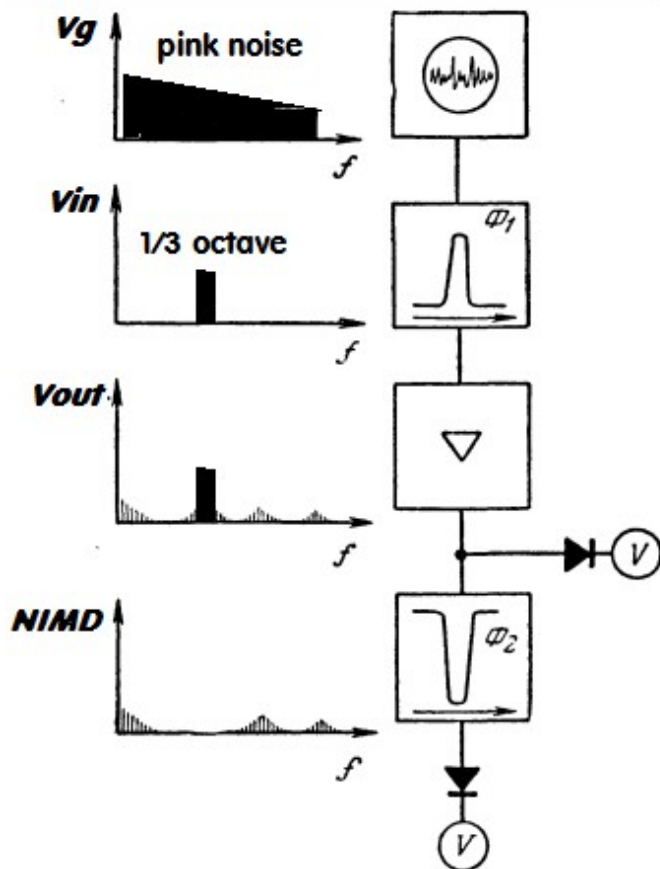 Vg
pink noise
f
Vin
1/3 octave
Φ1
f
Vout
f
V
NIMD
Φ2
f
V